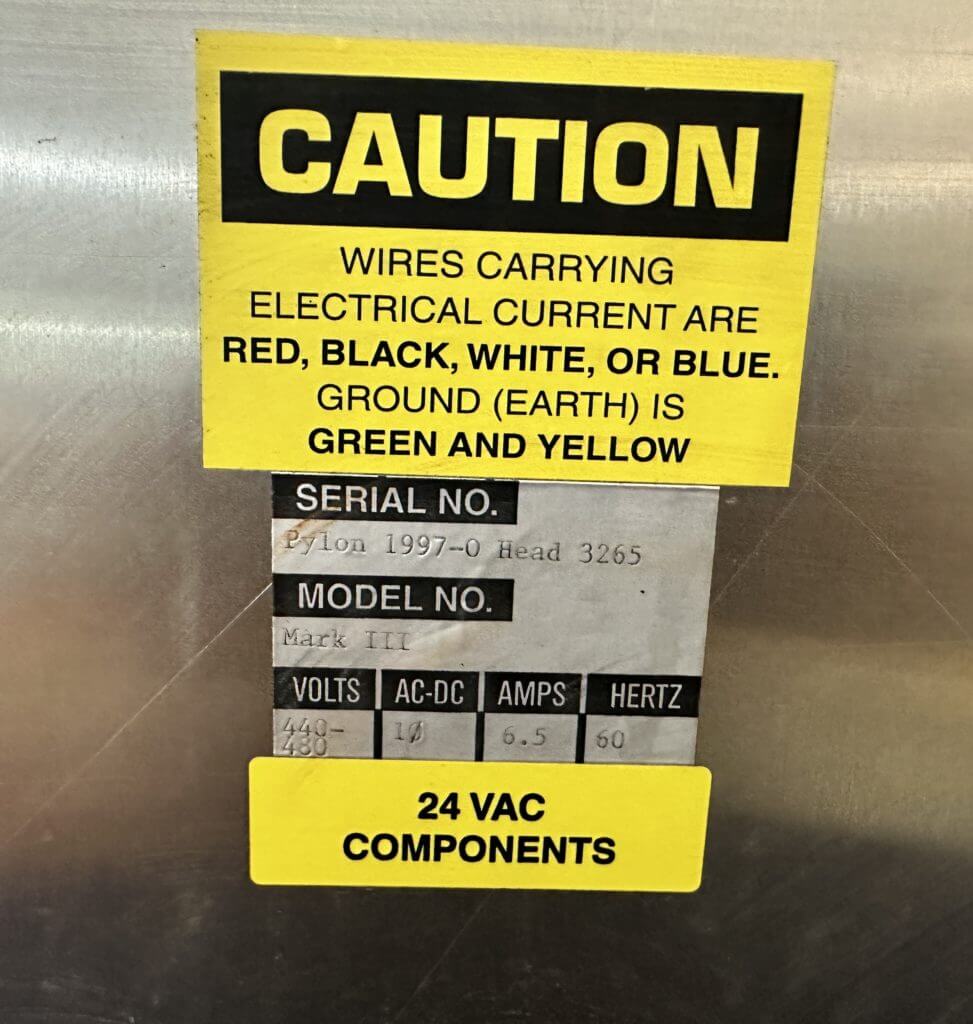 CAUTION
WIRES CARRYING
ELECTRICAL CURRENT ARE
RED, BLACK, WHITE, OR BLUE.
GROUND (EARTH) IS
GREEN AND YELLOW
SERIAL NO.
Pylon 1997-0 Head 3265
MODEL NO.
Mark III
VOLTS AC-DC AMPS HERTZ
440- 1Ø 6.5 60
480
24 VAC
COMPONENTS